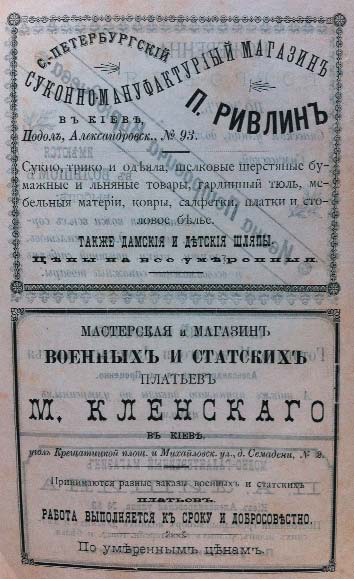 С.-ПЕТЕРБУРГСКІЙ
СУКОННОМАНУФАКТУРІЫЙ МАГАЗИНЪ
П. РИВЛИНЪ
ВЪ КІЕВѢ,
Подолъ, Александровск., № 93.
Сукно, трико и одѣяла, шелковые шерстяные бу-
мажные и льняные товары, гарлинный тюль, ме-
бельныя матеріи, ковры, салфетки, платки и сто-
ловое бѣлье.
ТАКЖЕ ДАМСКІЯ И ДѢТСКІЯ ШЛЯПЫ,
Цѣны на все умѣренныя.
МАСТЕРСКАЯ и МАГАЗИНЪ
ВОЕННЫХЪ И СТАТСКИХЪ
ПЛАТЬЕВЪ
М. КЛЕНСКАГО
ВЪ КІЕВѢ,
уголъ Крещатицкой площ. и Михайловск. ул., д. Семадени, № 2.
Принимаются разные заказы военныхъ и статскихъ
платьевъ.
РАБОТА ВЫПОЛНЯЕТСЯ КЪ СРОКУ И ДОБРОСОВѢСТНО.
По умѣреннымъ цѣнамъ.